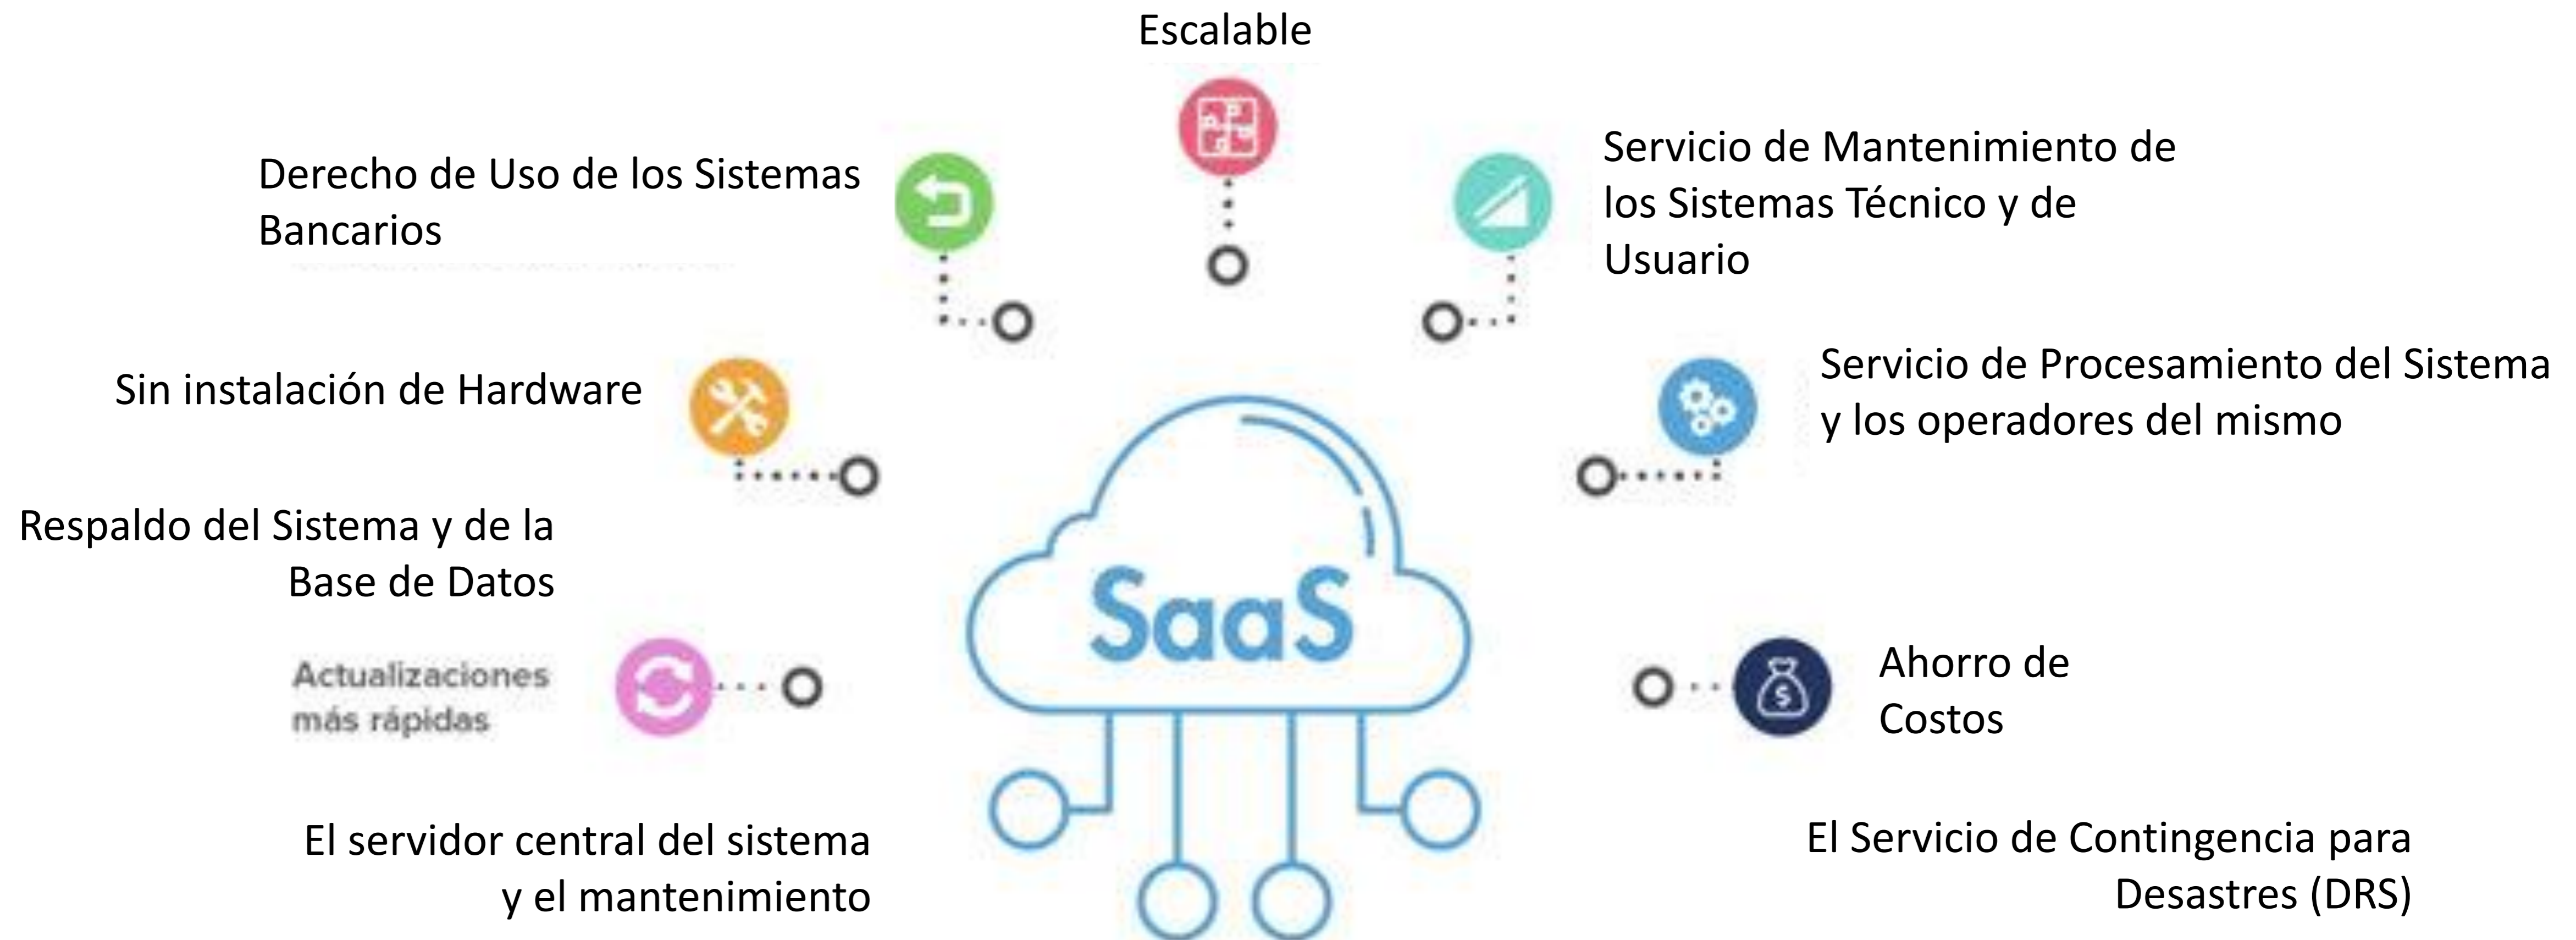 Escalable
Derecho de Uso de los Sistemas
Bancarios
Servicio de Mantenimiento de
los Sistemas Técnico y de
Usuario
Sin instalación de Hardware
Servicio de Procesamiento del Sistema
y los operadores del mismo
Respaldo del Sistema y de la
Base de Datos
SaaS
Actualizaciones
más rápidas
Ahorro de
Costos
$
El servidor central del sistema
y el mantenimiento
El Servicio de Contingencia para
Desastres (DRS)